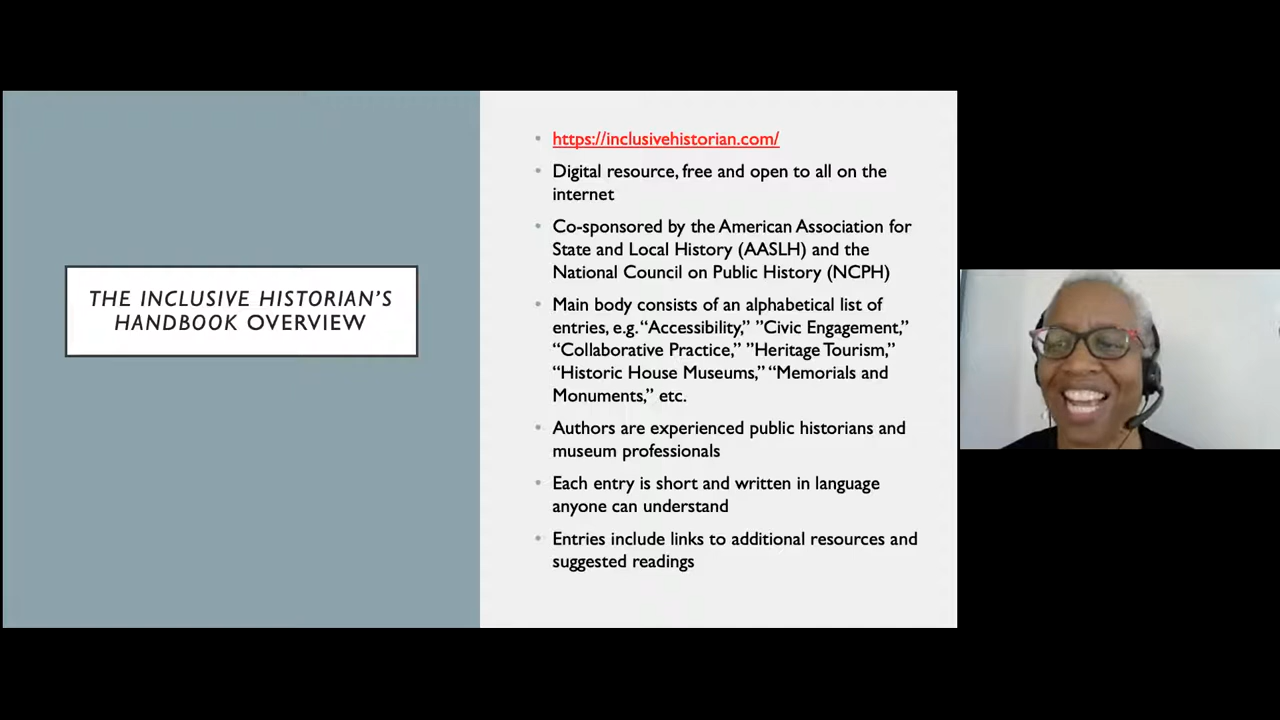 THE INCLUSIVE HISTORIAN'S
HANDBOOK OVERVIEW
https://inclusivehistorian.com/
Digital resource, free and open to all on the
internet
Co-sponsored by the American Association for
State and Local History (AASLH) and the
National Council on Public History (NCPH)
Main body consists of an alphabetical list of
entries, e.g. “Accessibility,” ”Civic Engagement,”
“Collaborative Practice,” ”Heritage Tourism,”
“Historic House Museums,” “Memorials and
Monuments,” etc.
Authors are experienced public historians and
museum professionals
Each entry is short and written in language
anyone can understand
Entries include links to additional resources and
suggested readings